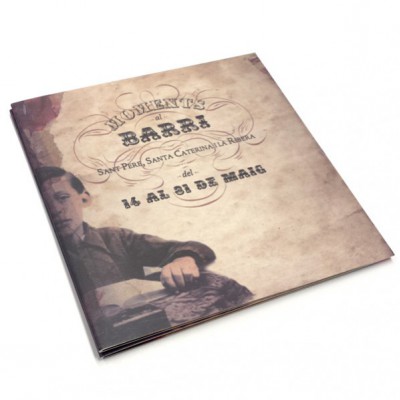 MOMENTS
al
BARRI
SANT PERE, SANTA CATERINA I LA RIBERA
- del -
14 AL 31 DE MAIG